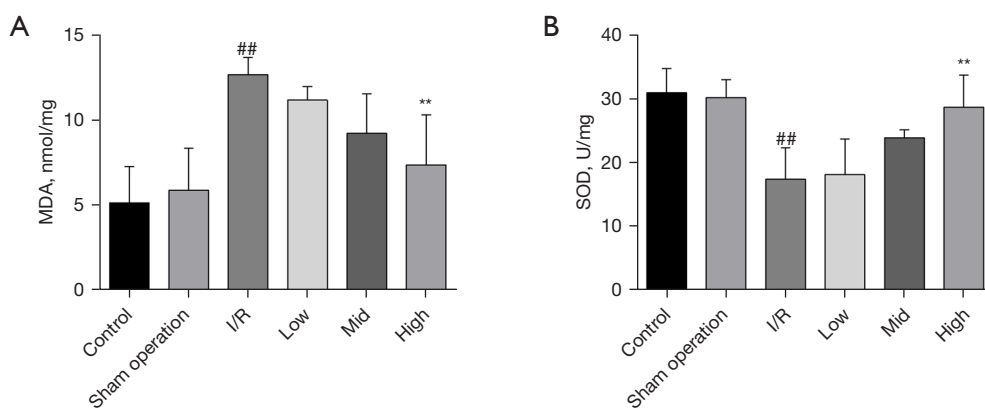 A
MDA, nmol/mg
15
10
5
0
##
**
Control
Sham operation
I/R
Low
Mid
High
B
SOD, U/mg
40
30
20
10
0
##
**
Control
Sham operation
I/R
Low
Mid
High